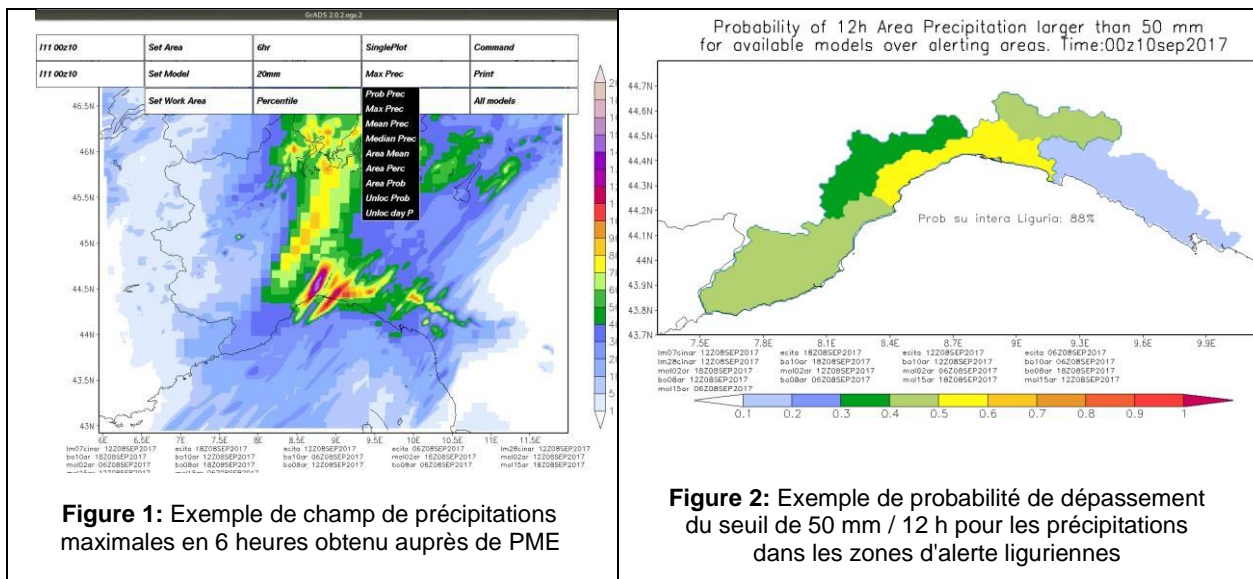 GrADS 2.0.2.oga.2
I11 00z10 Set Area 6hr SinglePlot Command
I11 00z10 Set Model 20mm Max Prec Print
Set Work Area Percentile All models
Prob Prec
Max Prec
Mean Prec
Median Prec
Area Mean
Area Perc
Area Prob
Unloc Prob
Unloc day P
46.5N
46N
45.5N
45N
44.5N
44N
43.5N
43N
6E 6.5E 7E 7.5E 8E 8.5E 9E 9.5E 10E 10.5E 11E 11.5E
5
1
lm07cinar 12Z08SEP2017 ecita 18Z08SEP2017 ecita 12Z08SEP2017 ecita 06Z08SEP2017 lm28cinar 12Z08SEP2017
bo10ar 18Z08SEP2017 bo10ar 12Z08SEP2017 bo10ar 06Z08SEP2017 mol02ar 18Z08SEP2017
mol02ar 06Z08SEP2017 bo08ar 18Z08SEP2017 bo08ar 12Z08SEP2017 bo08ar 06Z08SEP2017 mol15ar 18Z08SEP2017
Figure 1: Exemple de champ de précipitations
maximales en 6 heures obtenu auprès de PME
Probability of 12h Area Precipitation larger than 50 mm
for available models over alerting areas. Time:00z10sep2017
44.7N
44.6N
44.5N
44.4N
44.3N
44.2N
44.1N
44N
43.9N
43.8N
43.7N
Prob su intera Liguria: 88%
7.5E 7.8E 8.1E 8.4E 8.7E 9E 9.3E 9.6E 9.9E
lm07cinar 12Z08SEP2017 ecita 18Z08SEP2017 ecita 12Z08SEP2017 ecita 06Z08SEP2017
lm28cinar 12Z08SEP2017 bo10ar 18Z08SEP2017 bo10ar 12Z08SEP2017 bo10ar 06Z08SEP2017
mol02ar 18Z08SEP2017 mol02ar 12Z08SEP2017 mol02ar 06Z08SEP2017
bo08ar 12Z08SEP2017 bo08ar 06Z08SEP2017 mol15ar 18Z08SEP2017 mol15ar 12Z08SEP2017
mol15ar 06Z08SEP2017
0.1 0.2 0.3 0.4 0.5 0.6 0.7 0.8 0.9 1
Figure 2: Exemple de probabilité de dépassement
du seuil de 50 mm / 12 h pour les précipitations
dans les zones d'alerte liguriennes